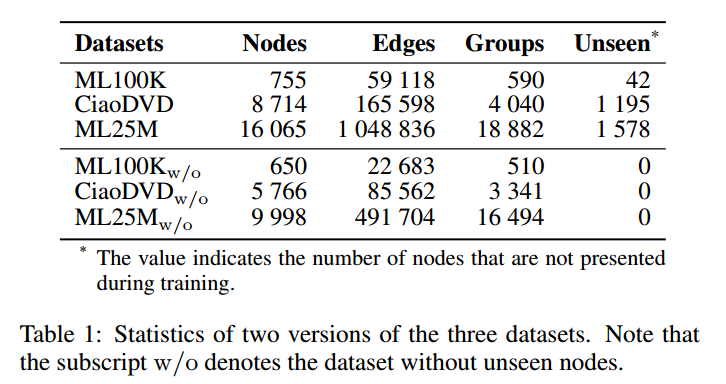 Datasets Nodes Edges Groups Unseen*
ML100K 755 59 118 590 42
CiaoDVD 8 714 165 598 4 040 1 195
ML25M 16 065 1 048 836 18 882 1 578
ML100Kw/o 650 22 683 510 0
CiaoDVDw/o 5 766 85 562 3 341 0
ML25Mw/o 9 998 491 704 16 494 0
* The value indicates the number of nodes that are not presented
during training.
Table 1: Statistics of two versions of the three datasets. Note that
the subscript w/o denotes the dataset without unseen nodes.